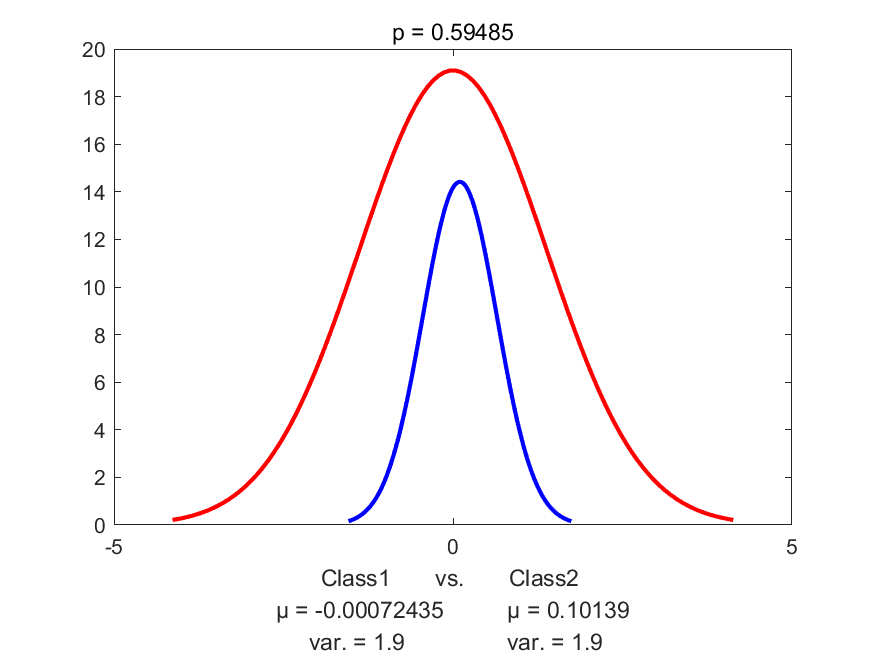 p = 0.59485
20
18
16
14
12
10
8
6
4
2
0
-5 0 5
Class1 vs. Class2
μ = -0.00072435 μ = 0.10139
var. = 1.9 var. = 1.9